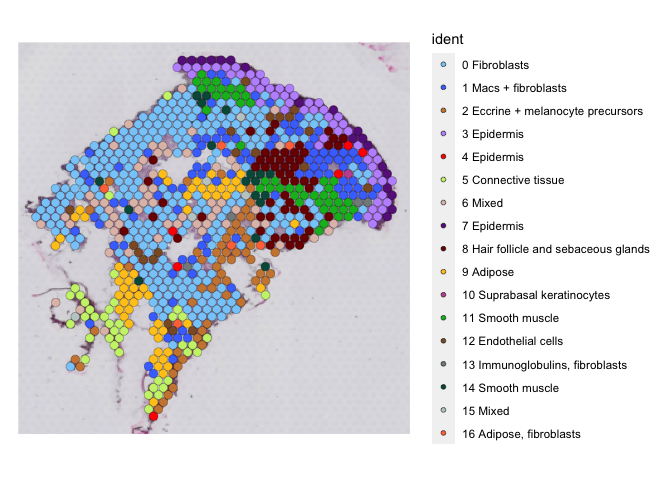 ident
0 Fibroblasts
1 Macs + fibroblasts
2 Eccrine + melanocyte precursors
3 Epidermis
4 Epidermis
5 Connective tissue
6 Mixed
7 Epidermis
8 Hair follicle and sebaceous glands
9 Adipose
10 Suprabasal keratinocytes
11 Smooth muscle
12 Endothelial cells
13 Immunoglobulins, fibroblasts
14 Smooth muscle
15 Mixed
16 Adipose, fibroblasts